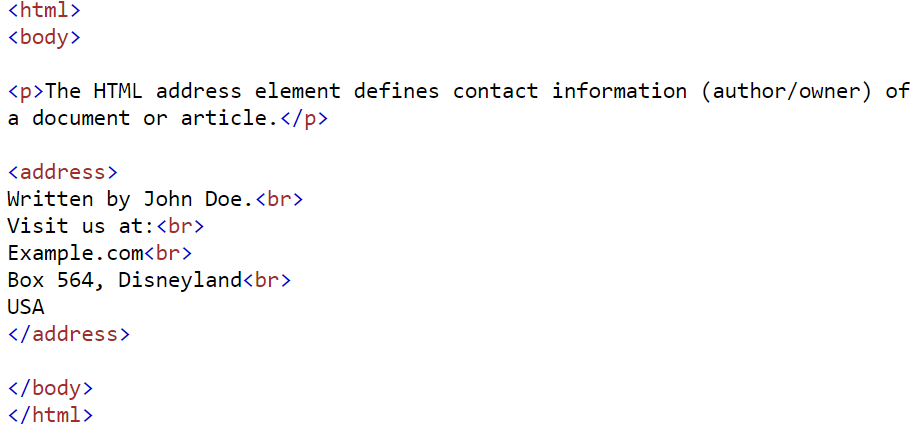 <html>
<body>
<p>The HTML address element defines contact information (author/owner) of
a document or article.</p>
<address>
Written by John Doe.<br>
Visit us at:<br>
Example.com<br>
Box 564, Disneyland<br>
USA
</address>
</body>
</html>